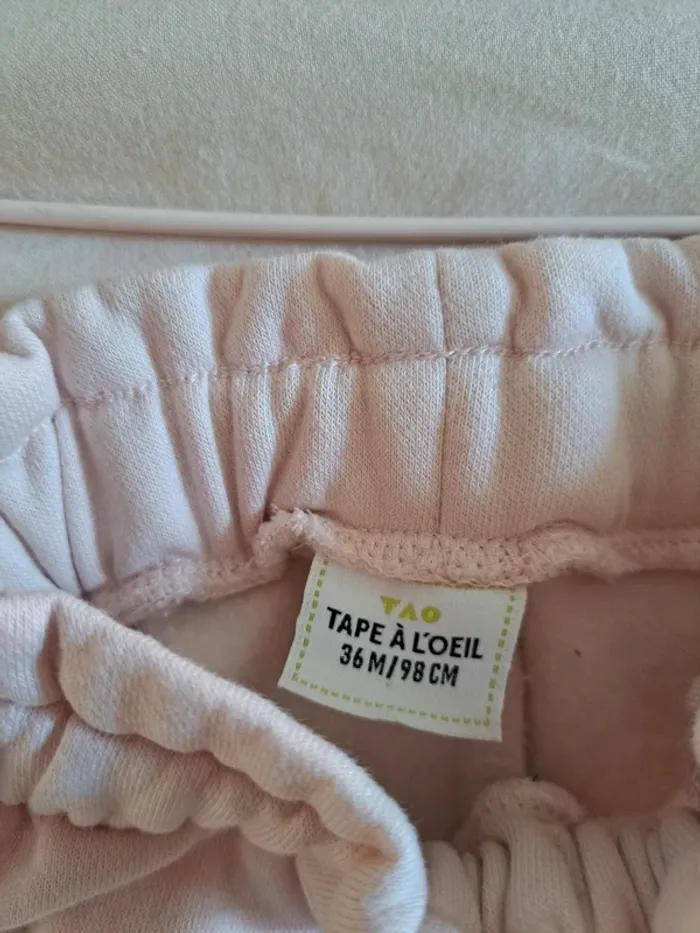 TAO
TAPE À L'OEIL
36 M/98 CM